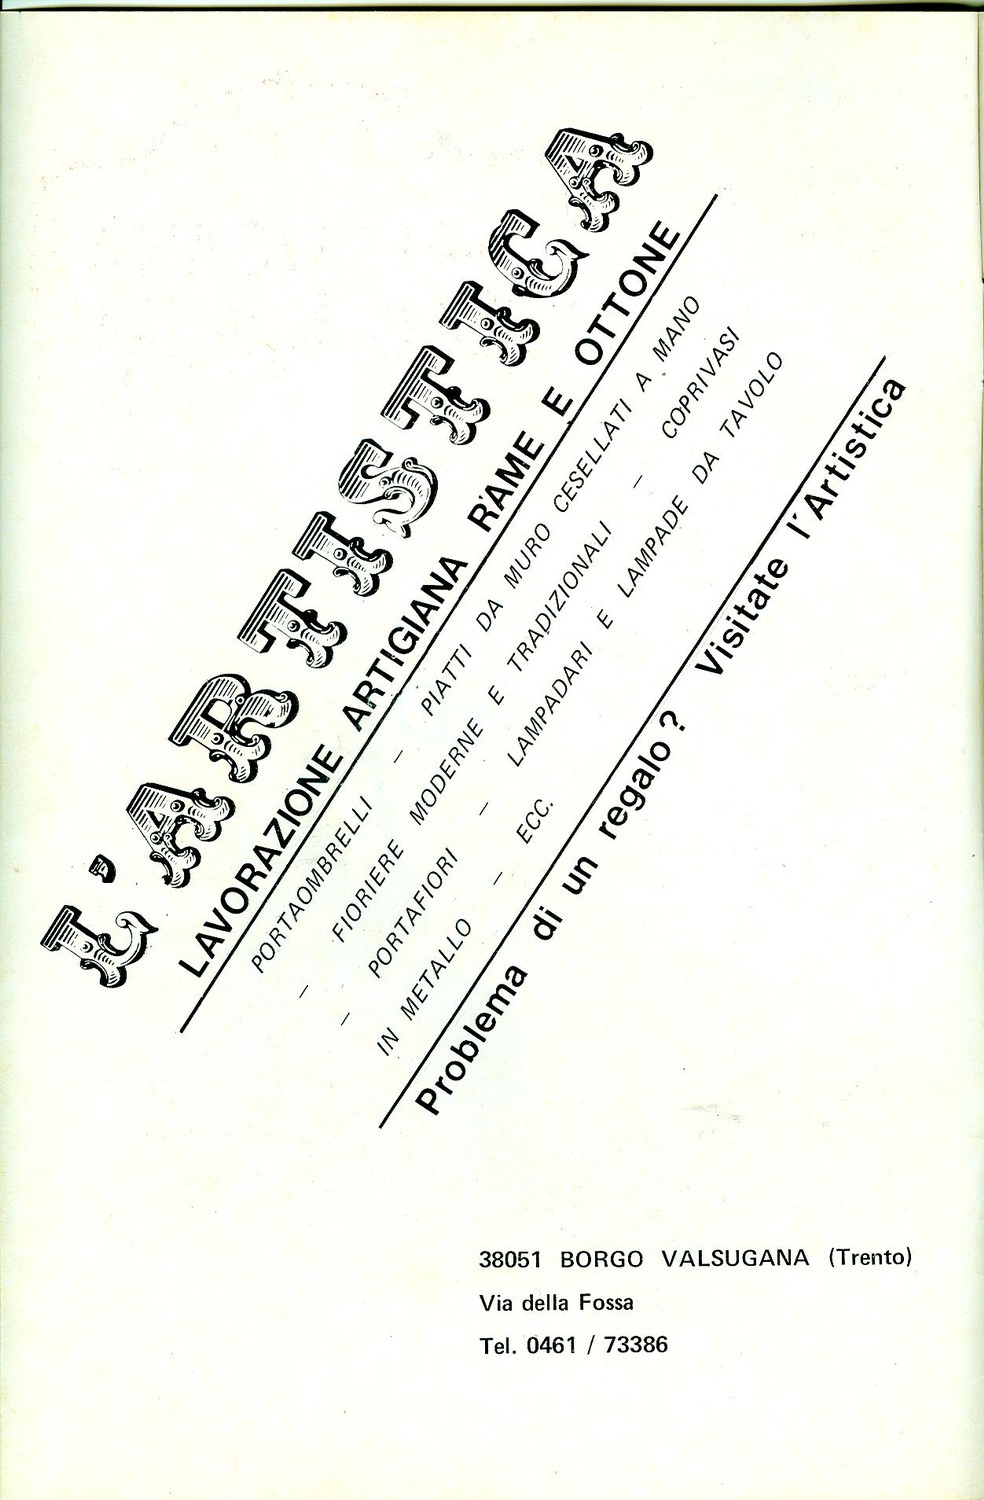 L'ARTISTICA
LAVORAZIONE ARTIGIANA RAME E OTTONE
PORTAOMBRELLI — PIATTI DA MURO CESELLATI A MANO
— FIORIERE MODERNE E TRADIZIONALI — COPRIVASI
— PORTAFIORI — LAMPADARI E LAMPADE DA TAVOLO
IN METALLO — ECC.
Problema di un regalo? Visitate l'Artistica
38051 BORGO VALSUGANA (Trento)
Via della Fossa
Tel. 0461 / 73386